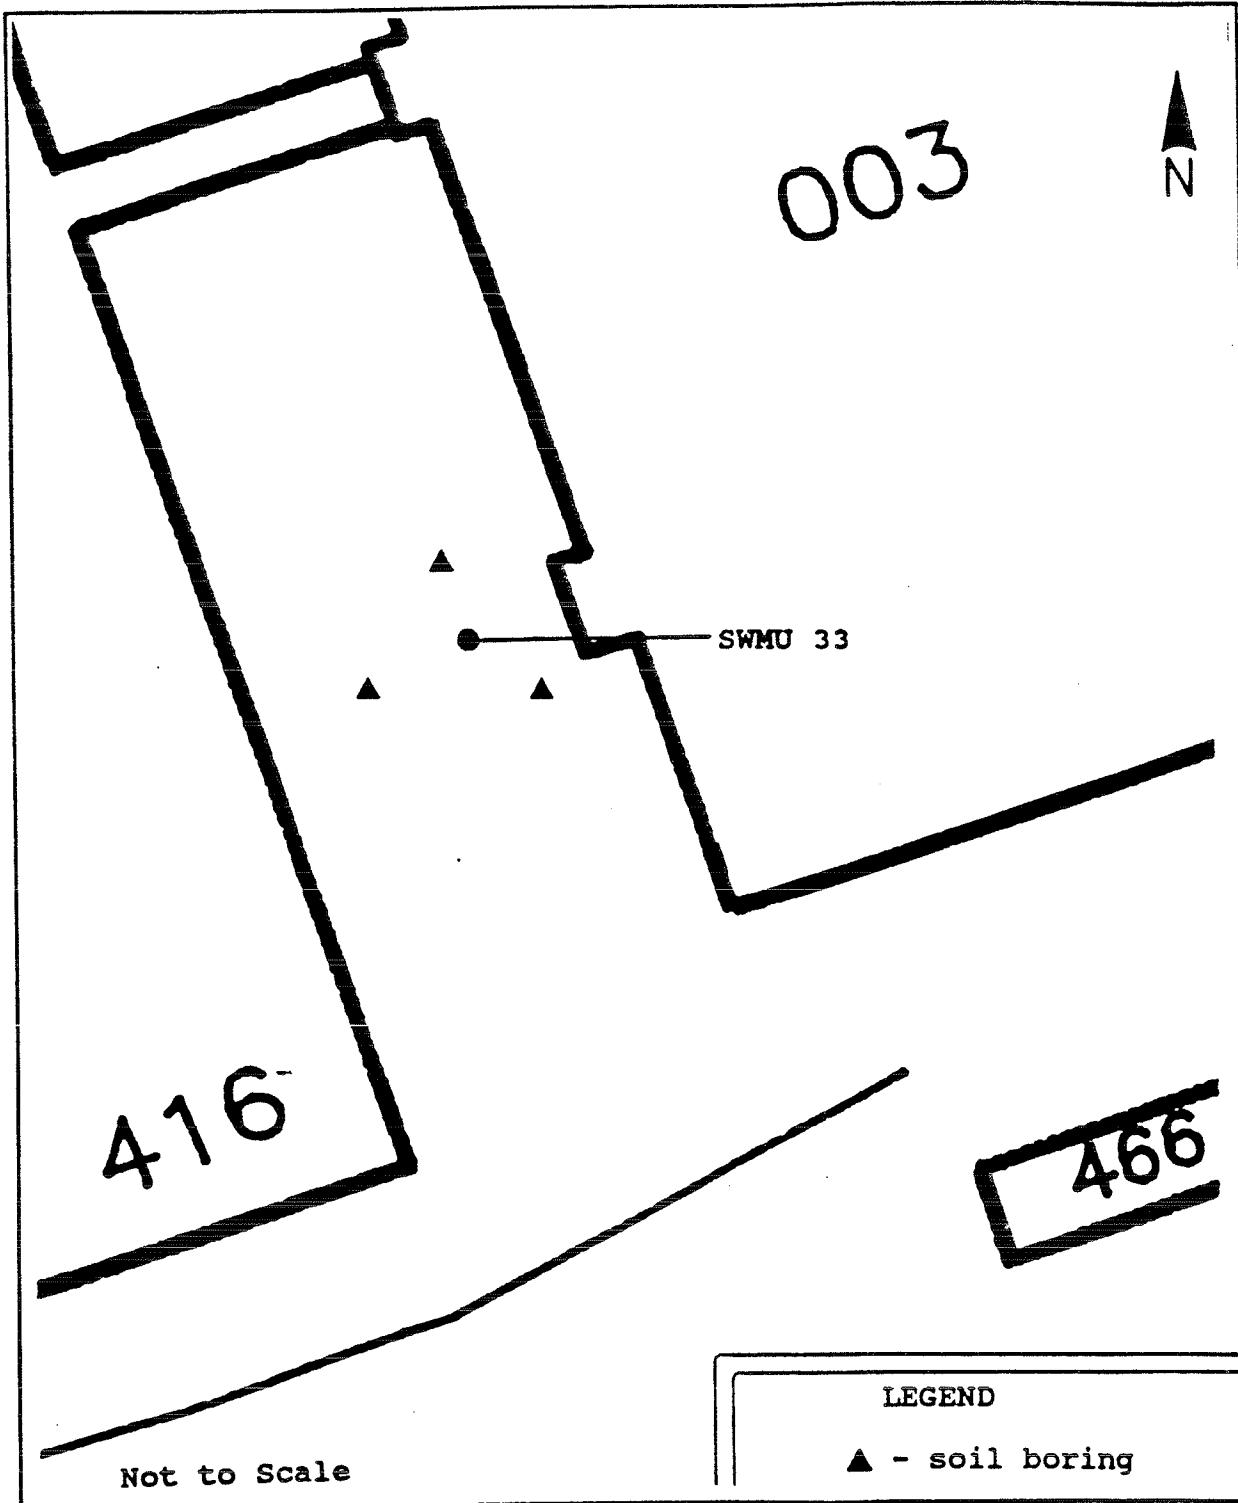 003
N
SWMU 33
416
466
LEGEND
▲ - soil boring
Not to Scale